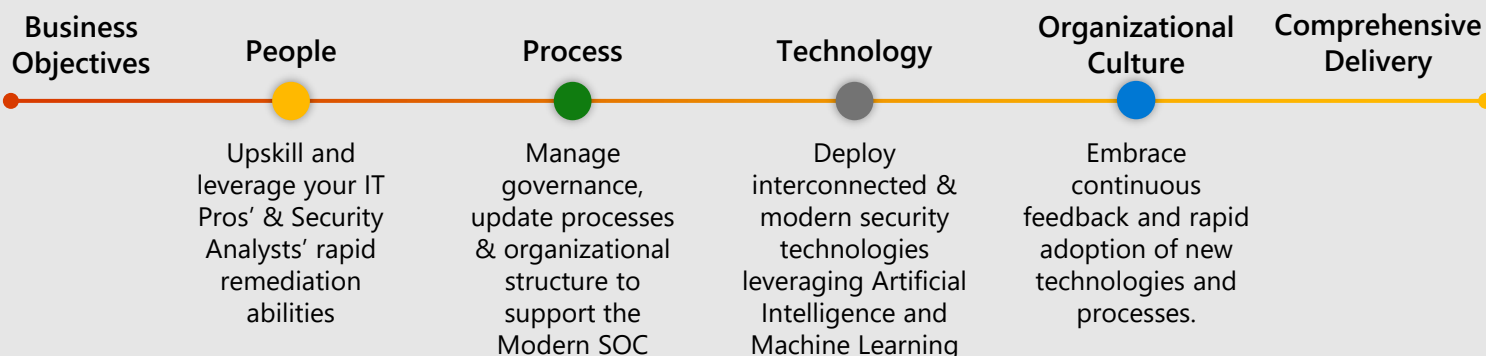 Business
Objectives
People
Process
Technology
Organizational
Culture
Comprehensive
Delivery
Upskill and
leverage your IT
Pros’ & Security
Analysts’ rapid
remediation
abilities
Manage
governance,
update processes
& organizational
structure to
support the
Modern SOC
Deploy
interconnected &
modern security
technologies
leveraging Artificial
Intelligence and
Machine Learning
Embrace
continuous
feedback and rapid
adoption of new
technologies and
processes.